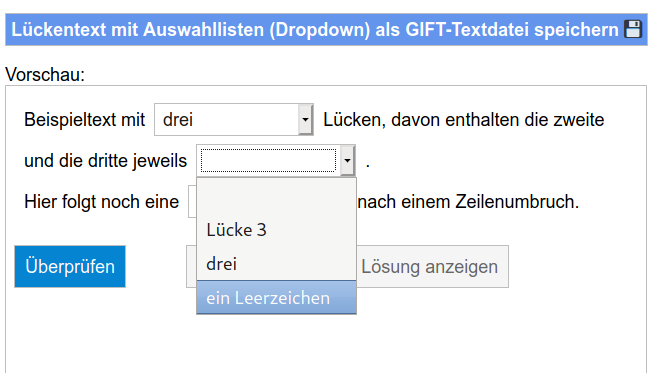 Lückentext mit Auswahllisten (Dropdown) als GIFT-Textdatei speichern
Vorschau:
Beispieltext mit drei Lücken, davon enthalten die zweite
und die dritte jeweils .
Hier folgt noch eine nach einem Zeilenumbruch.
Lücke 3
drei
ein Leerzeichen
Überprüfen
Lösung anzeigen